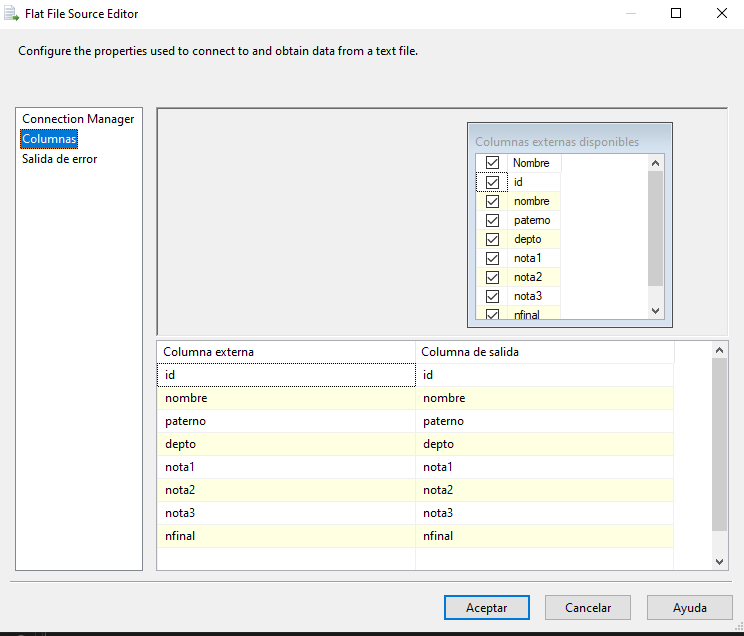 Flat File Source Editor
Configure the properties used to connect to and obtain data from a text file.
Connection Manager
Columnas
Salida de error
Columnas externas disponibles
Nombre
id
nombre
paterno
depto
nota1
nota2
nota3
nfinal
Columna externa Columna de salida
id id
nombre nombre
paterno paterno
depto depto
nota1 nota1
nota2 nota2
nota3 nota3
nfinal nfinal
Aceptar Cancelar Ayuda